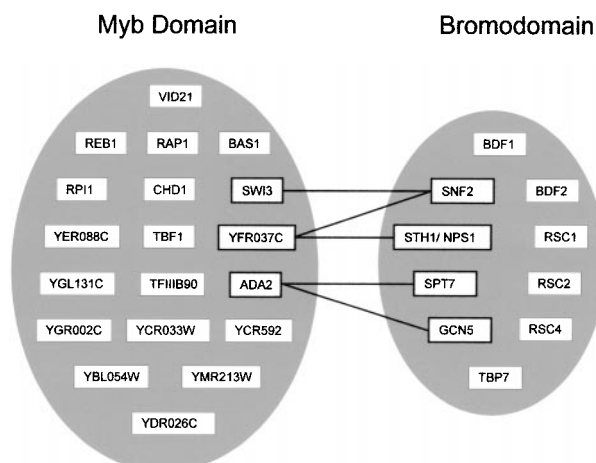 Myb Domain Bromodomain
VID21
REB1 RAP1 BAS1 BDF1
RPI1 CHD1 SWI3 SNF2 BDF2
YER088C TBF1 YFR037C STH1/ NPS1 RSC1
YGL131C TFIIIB90 ADA2 SPT7 RSC2
YGR002C YCR033W YCR592 GCN5 RSC4
YBL054W YMR213W TBP7
YDR026C